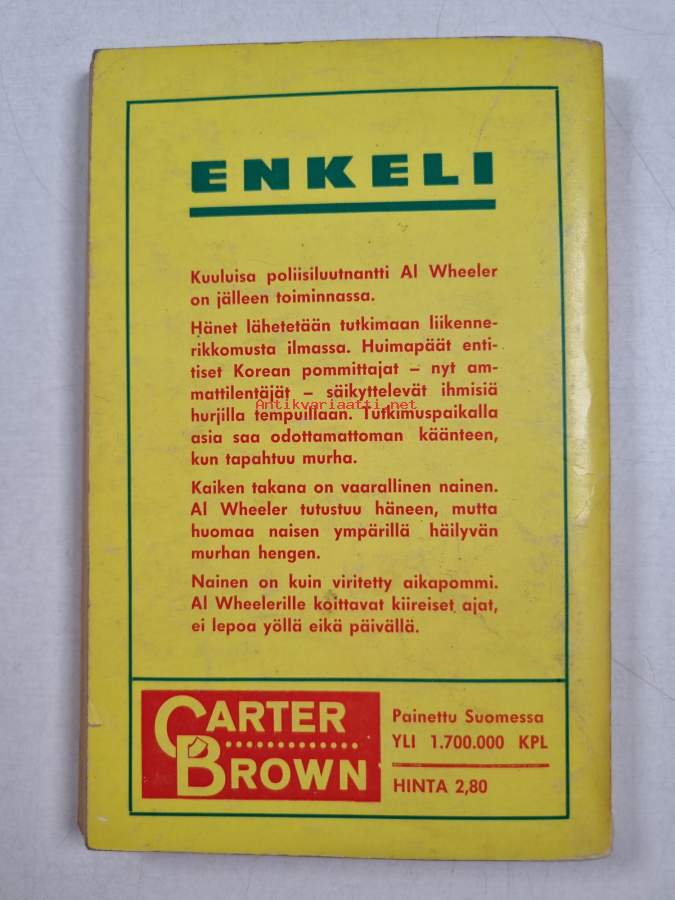 ENKELI
Kuuluisa poliisiluutnantti Al Wheeler
on jälleen toiminnassa.
Hänet lähetetään tutkimaan liikenne-
rikkomusta ilmassa. Huimapäät enti-
tiset Korean pommittajat – nyt am-
mattilentäjät – säikyttelevät ihmisiä
hurjilla tempuillaan. Tutkimuspaikalla
Antikvariaatti.net
asia saa odottamattoman käänteen,
kun tapahtuu murha.
Kaiken takana on vaarallinen nainen.
Al Wheeler tutustuu häneen, mutta
huomaa naisen ympärillä häilyvän
murhan hengen.
Nainen on kuin viritetty aikapommi.
Al Wheelerille koittavat kiireiset ajat,
ei lepoa yöllä eikä päivällä.
CARTER
BROWN
Painettu Suomessa
YLI 1.700.000 KPL
HINTA 2,80